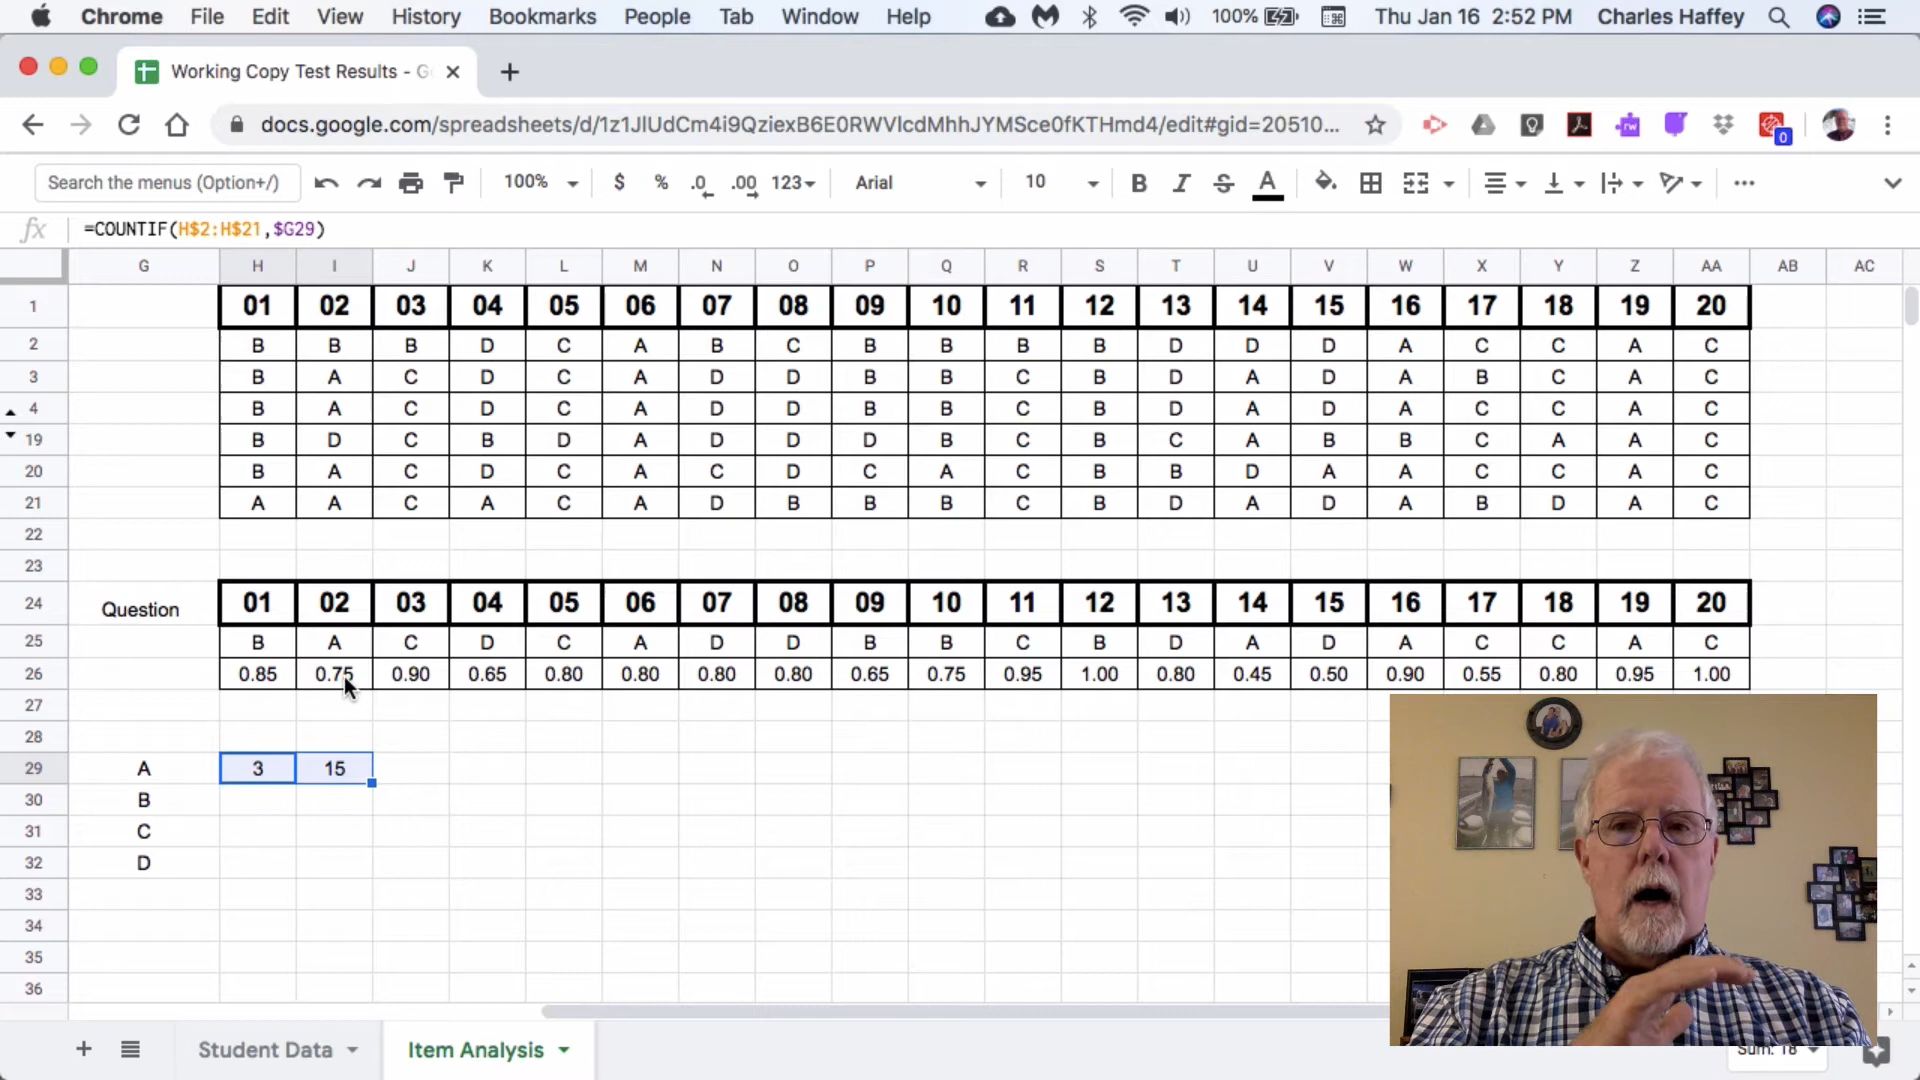 Chrome File Edit View History Bookmarks People Tab Window Help 100% Thu Jan 16 2:52 PM Charles Haffey
Working Copy Test Results - G
docs.google.com/spreadsheets/d/1z1JlUdCm4i9QziexB6E0RWVlcdMhhJYMSce0fKTHmd4/edit#gid=20510... rw 0
Search the menus (Option+/) 100% $ % .0 .00 123 Arial 10 B I S A
fx =COUNTIF(H$2:H$21,$G29)
G H I J K L M N O P Q R S T U V W X Y Z AA AB AC
1 01 02 03 04 05 06 07 08 09 10 11 12 13 14 15 16 17 18 19 20
2 B B B D C A B C B B B B D D D A C C A C
3 B A C D C A D D B B C B D A D A B C A C
4 B A C D C A D D B B C B D A D A C C A C
19 B D C B D A D D D B C B C A B B C A A C
20 B A C D C A C D C A C B B D A A C C A C
21 A A C A C A D B B B C B D A D A B D A C
22
23
24 Question 01 02 03 04 05 06 07 08 09 10 11 12 13 14 15 16 17 18 19 20
25 B A C D C A D D B B C B D A D A C C A C
26 0.85 0.75 0.90 0.65 0.80 0.80 0.80 0.80 0.65 0.75 0.95 1.00 0.80 0.45 0.50 0.90 0.55 0.80 0.95 1.00
27
28
29 A 3 15
30 B
31 C
32 D
33
34
35
36
+ Student Data Item Analysis Sum: 18